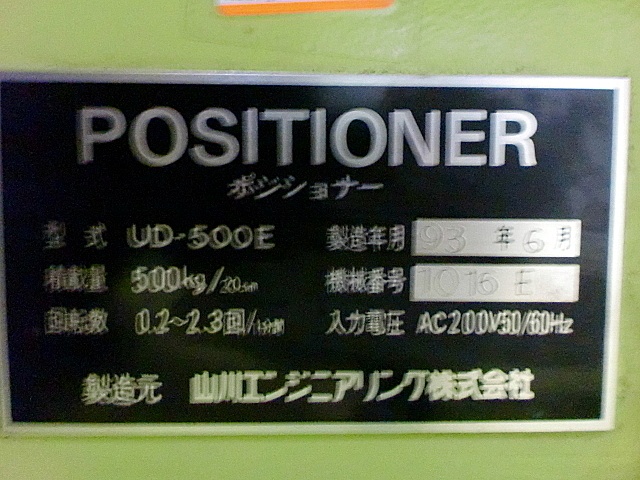 POSITIONER
ポジショナー
型式 UD-500E 製造年月 93年6月
積載量 500kg/ 機械番号 1016E
回転数 0.2~2.3回/ 入力電圧 AC200V50/60Hz
製造元 山川エンジニアリング株式会社